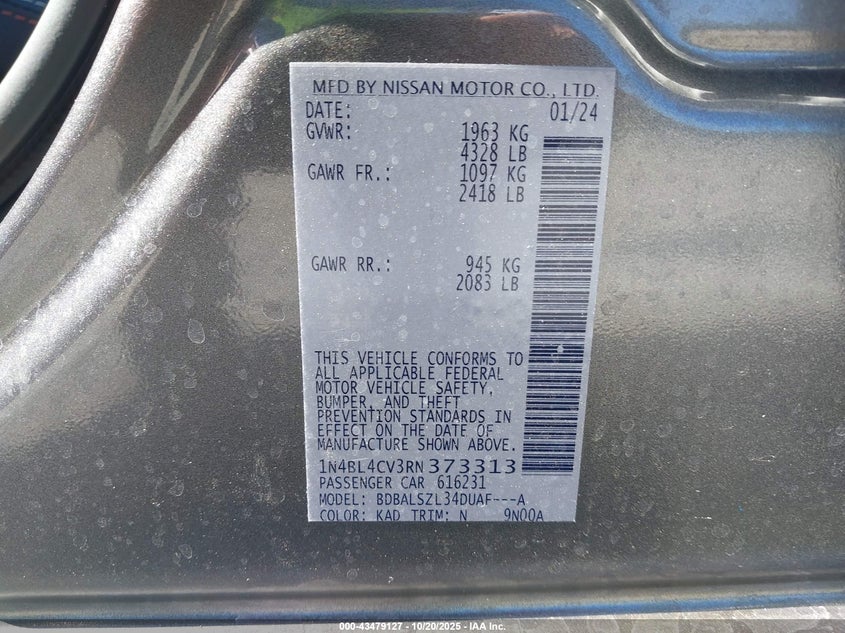 MFD BY NISSAN MOTOR CO., LTD.
DATE: 01/24
GVWR: 1963 KG
4328 LB
GAWR FR.: 1097 KG
2418 LB
GAWR RR.: 945 KG
2083 LB
THIS VEHICLE CONFORMS TO
ALL APPLICABLE FEDERAL
MOTOR VEHICLE SAFETY,
BUMPER, AND THEFT
PREVENTION STANDARDS IN
EFFECT ON THE DATE OF
MANUFACTURE SHOWN ABOVE.
1N4BL4CV3RN373313
PASSENGER CAR 616231
MODEL: BDBALSZL34DUAF---A
COLOR: KAD TRIM: N 9N00A
000-43479127 - 10/20/2025 - IAA Inc.